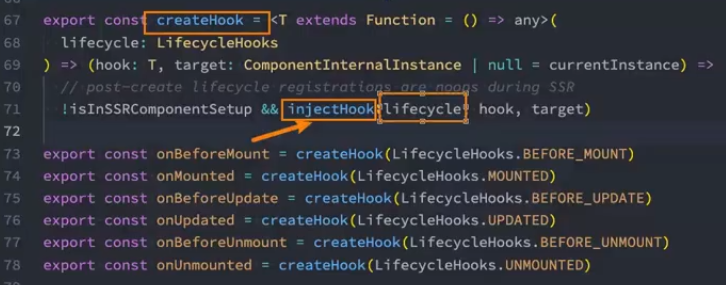 67 export const createHook = <T extends Function = () => any>(
68 lifecycle: LifecycleHooks
69 ) => (hook: T, target: ComponentInternalInstance | null = currentInstance) =>
70 // post-create lifecycle registrations are noops during SSR
71 !isInSSRComponentSetup && injectHook(lifecycle, hook, target)
72
73 export const onBeforeMount = createHook(LifecycleHooks.BEFORE_MOUNT)
74 export const onMounted = createHook(LifecycleHooks.MOUNTED)
75 export const onBeforeUpdate = createHook(LifecycleHooks.BEFORE_UPDATE)
76 export const onUpdated = createHook(LifecycleHooks.UPDATED)
77 export const onBeforeUnmount = createHook(LifecycleHooks.BEFORE_UNMOUNT)
78 export const onUnmounted = createHook(LifecycleHooks.UNMOUNTED)